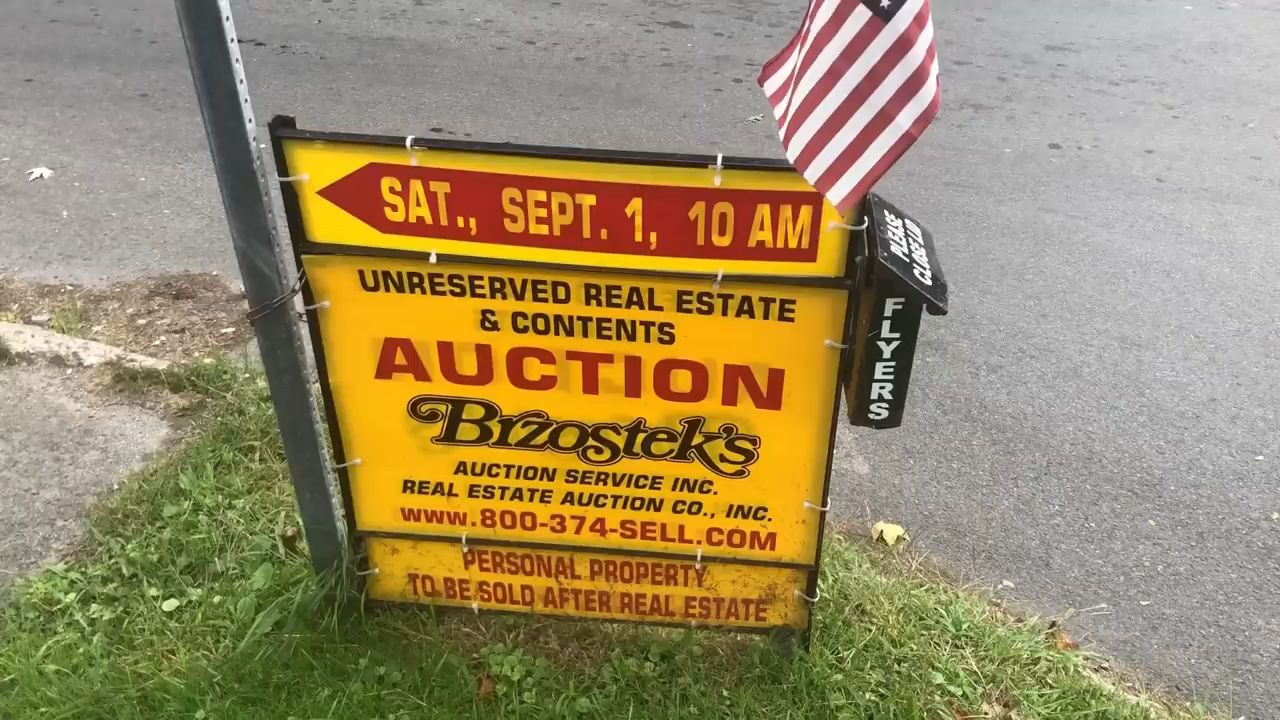 SAT., SEPT. 1, 10 AM
UNRESERVED REAL ESTATE
& CONTENTS
AUCTION
Brzostek's
AUCTION SERVICE INC.
REAL ESTATE AUCTION CO., INC.
www.800-374-SELL.COM
PERSONAL PROPERTY
TO BE SOLD AFTER REAL ESTATE
PLEASE
CLOSE LID
FLYERS